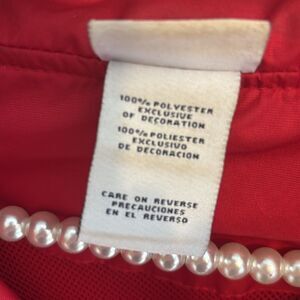 100% POLYESTER
EXCLUSIVE
OF DECORATION
100% POLIESTER
EXCLUSIVO
DE DECORACION
CARE ON REVERSE
PRECAUCIONES
EN EL REVERSO